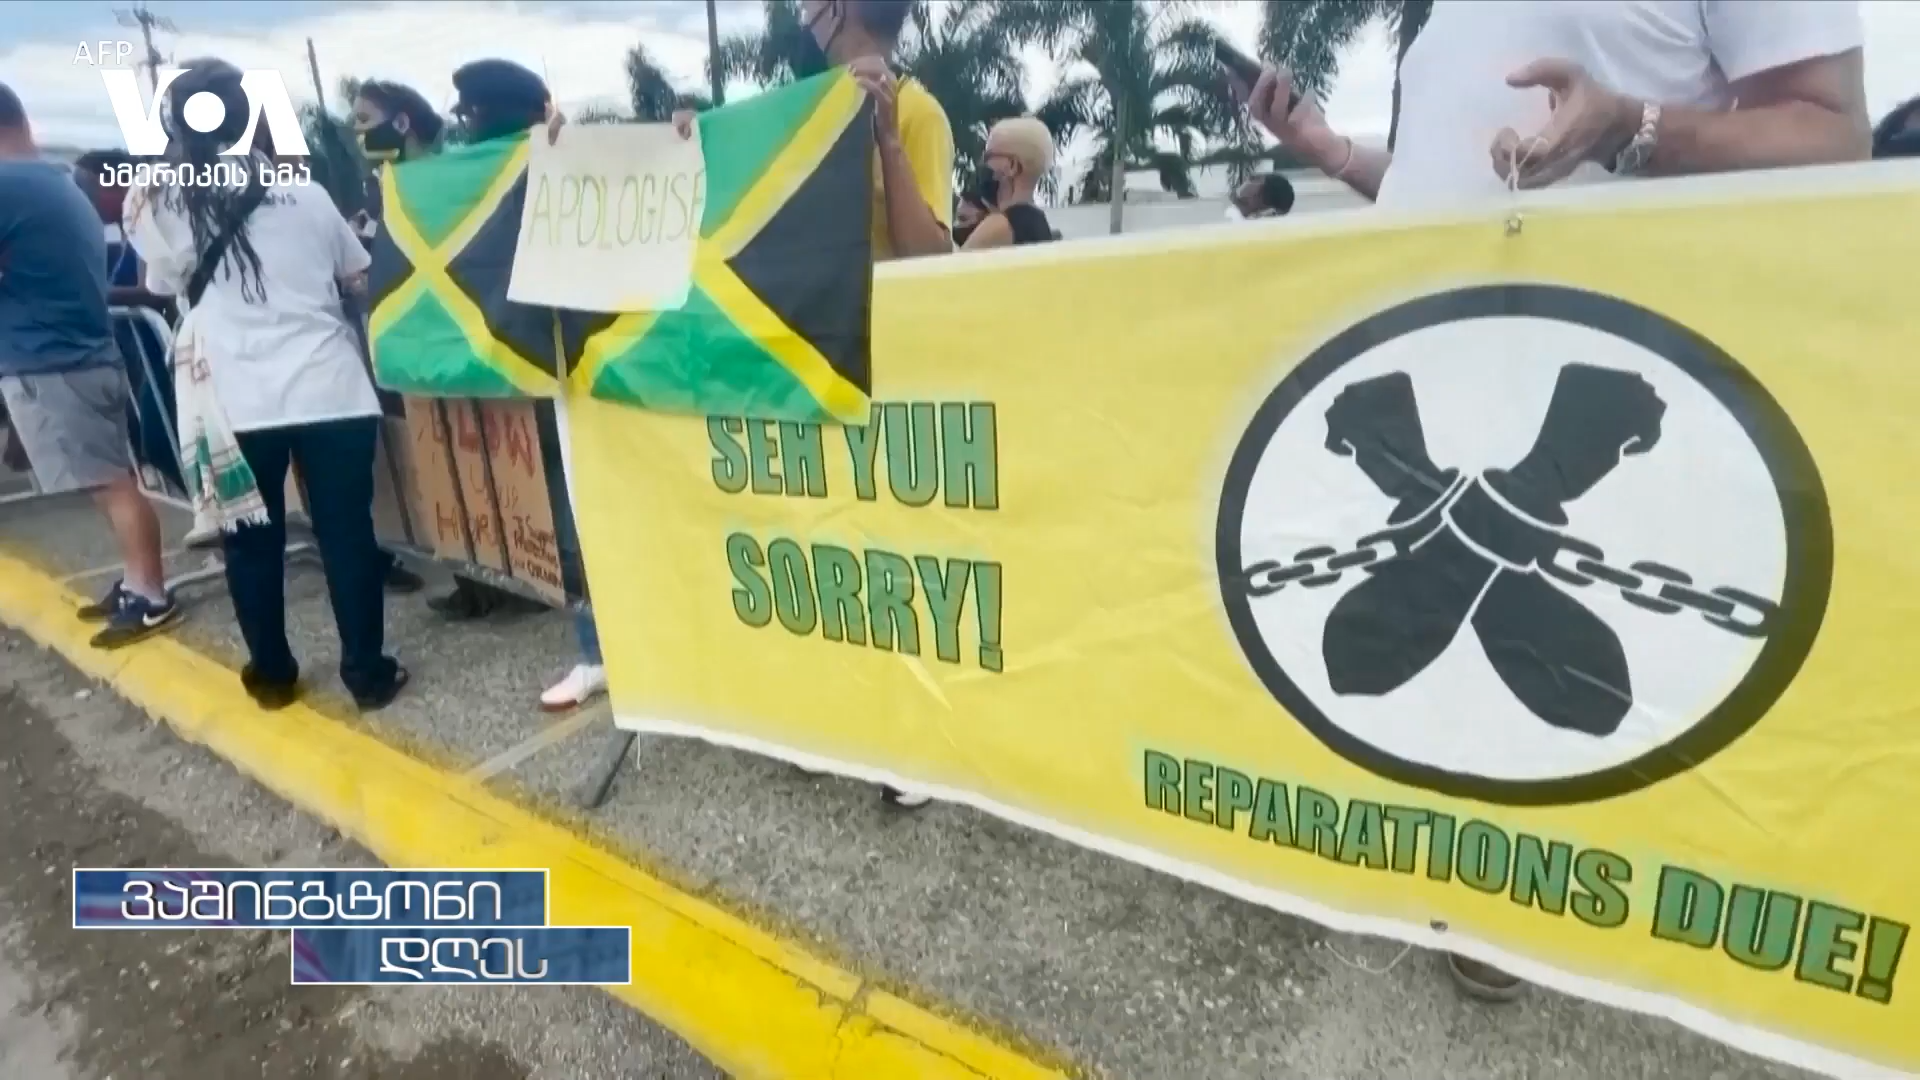 AFP
VOA
ამერიკის ხმა
APOLOGISE
SEH YUH
SORRY!
REPARATIONS DUE!
ვაშინგტონი
დღეს